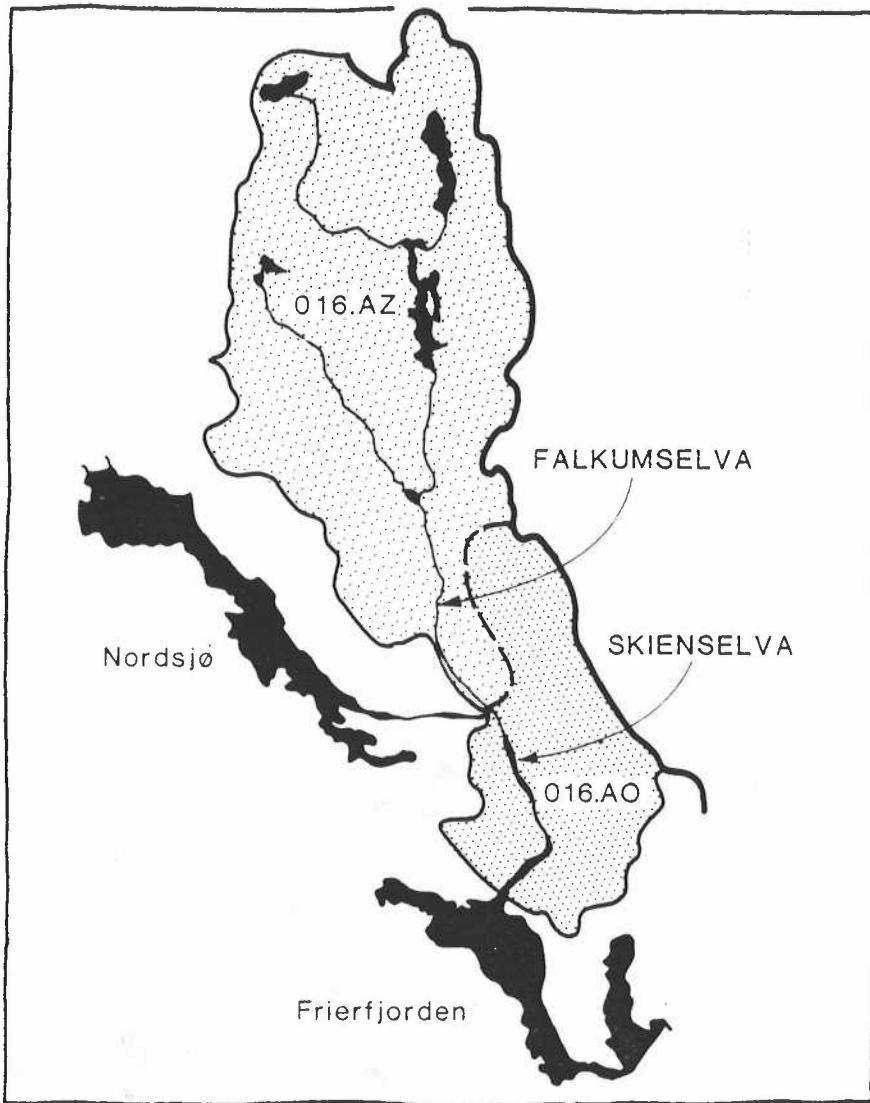 016.AZ
FALKUMSELVA
Nordsjø
SKIENSELVA
016.AO
Frierfjorden